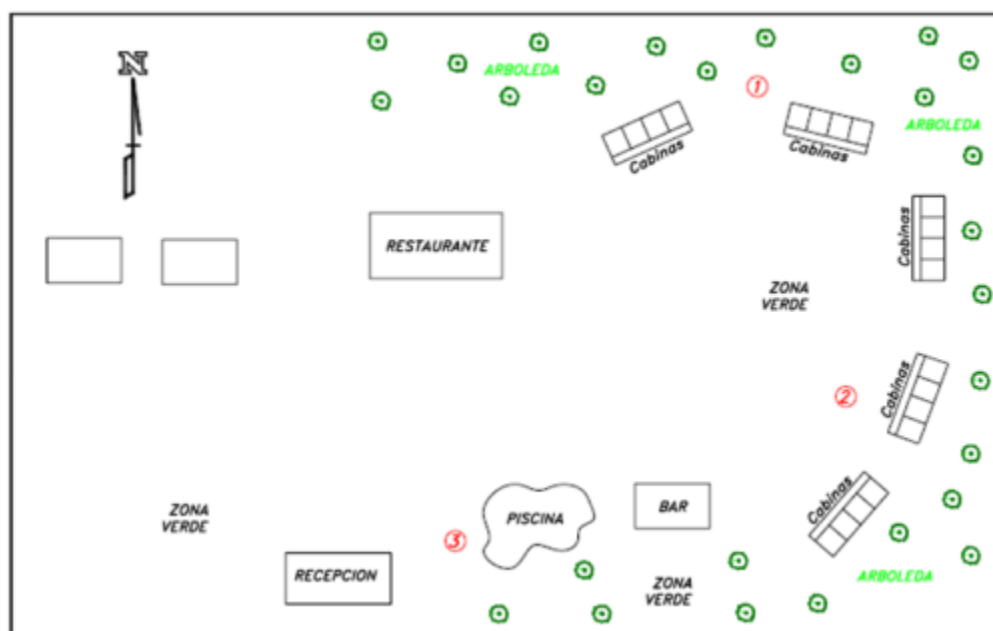 N
ARBOLEDA
1
ARBOLEDA
Cabinas
Cabinas
Cabinas
RESTAURANTE
ZONA
VERDE
Cabinas
2
Cabinas
ZONA
VERDE
PISCINA
BAR
3
RECEPCION
ZONA
VERDE
ARBOLEDA